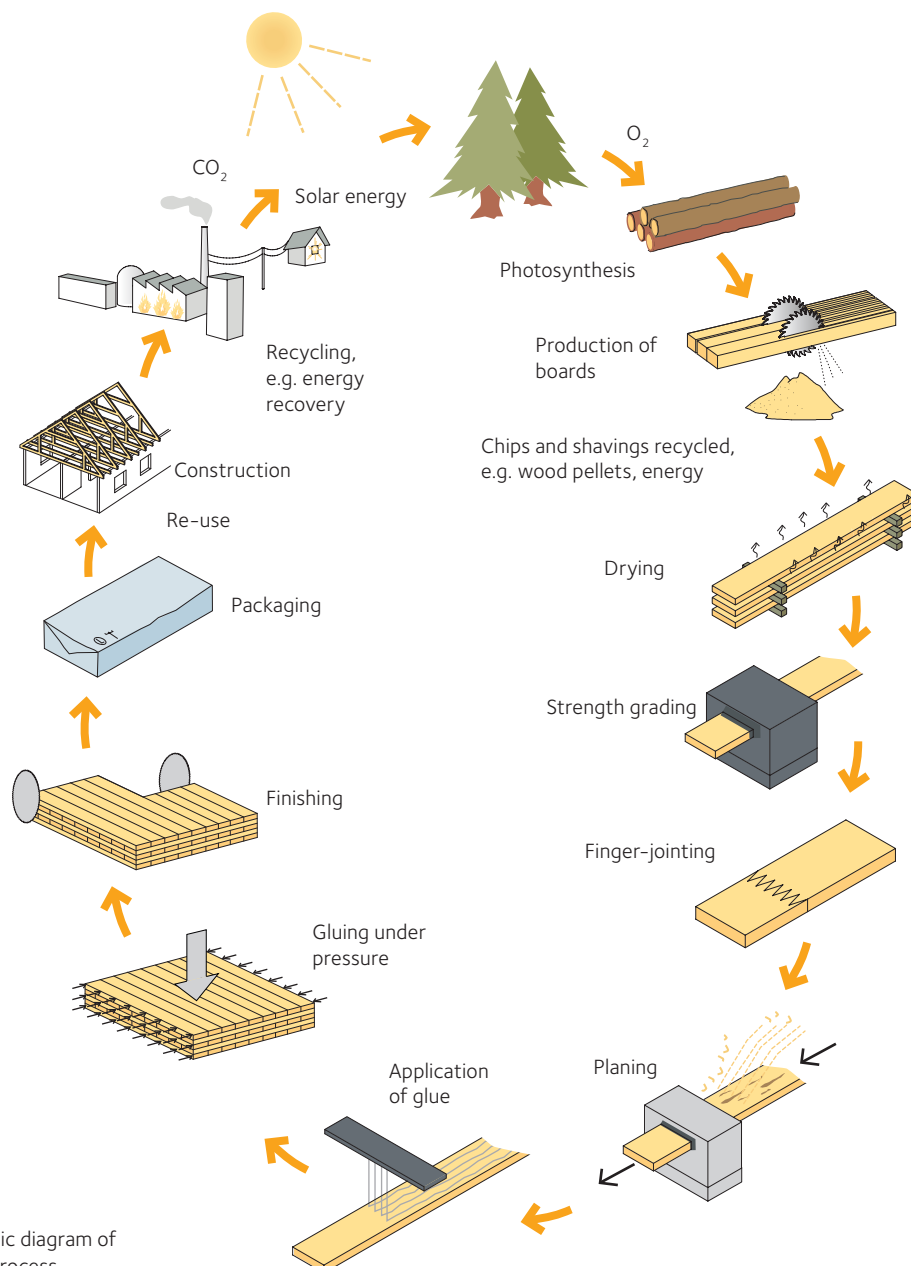 CO2
Solar energy
O2
Photosynthesis
Production of
boards
Chips and shavings recycled,
e.g. wood pellets, energy
Drying
Strength grading
Finger-jointing
Planing
Application
of glue
Gluing under
pressure
Finishing
Packaging
Re-use
Construction
Recycling,
e.g. energy
recovery
ic diagram of